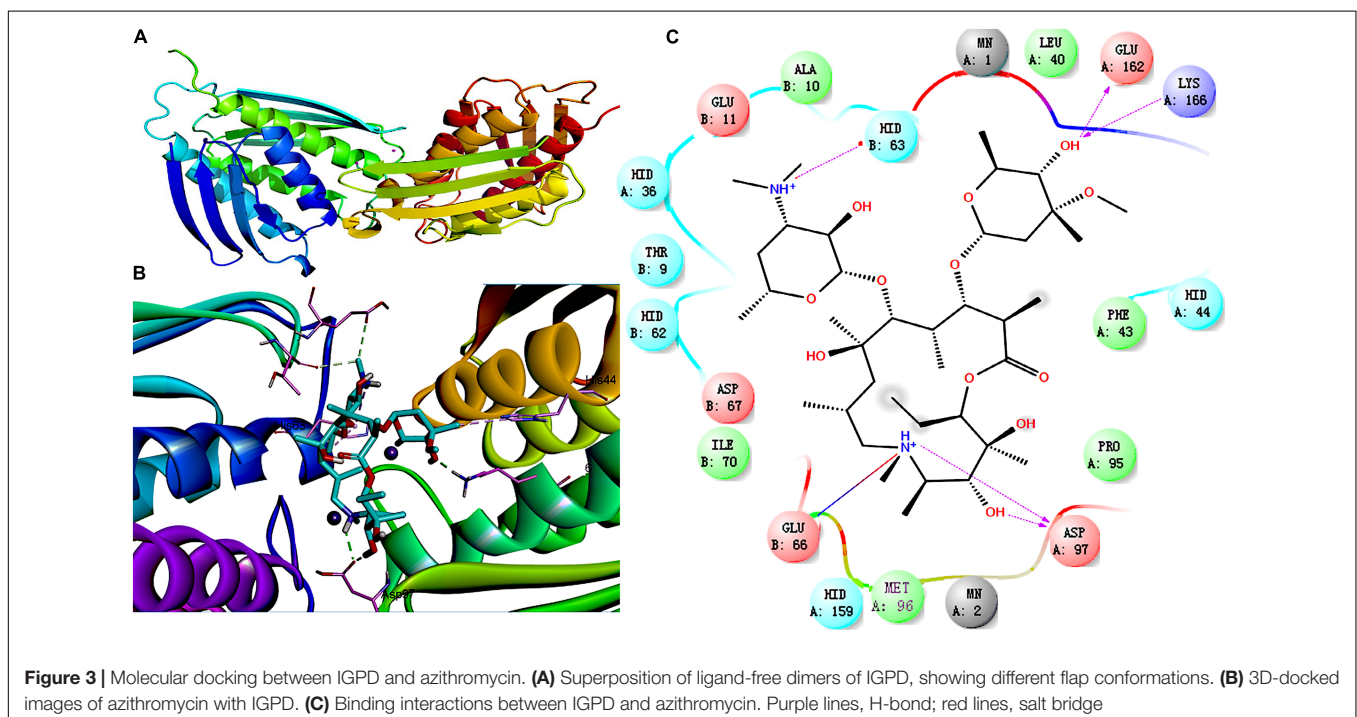 A
B
His44
His63
Asp97
C
MN
A: 1
LEU
A: 40
GLU
A: 162
LYS
A: 166
ALA
B: 10
GLU
B: 11
HID
B: 63
HID
A: 36
THR
B: 9
HID
B: 62
ASP
B: 67
ILE
B: 70
PHE
A: 43
HID
A: 44
PRO
A: 95
GLU
B: 66
ASP
A: 97
HID
A: 159
MET
A: 96
MN
A: 2
OH
O
O
NH+
OH
O
O
O
HO
O
O
OH
H
N+
OH
Figure 3 | Molecular docking between IGPD and azithromycin. (A) Superposition of ligand-free dimers of IGPD, showing different flap conformations. (B) 3D-docked
images of azithromycin with IGPD. (C) Binding interactions between IGPD and azithromycin. Purple lines, H-bond; red lines, salt bridge